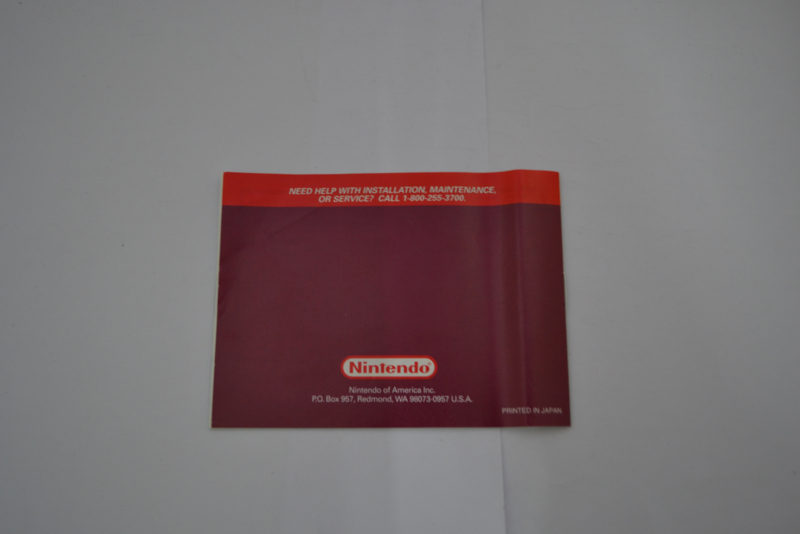 NEED HELP WITH INSTALLATION, MAINTENANCE,
OR SERVICE? CALL 1-800-255-3700.
Nintendo®
Nintendo of America Inc.
P.O. Box 957, Redmond, WA 98073-0957 U.S.A.
PRINTED IN JAPAN